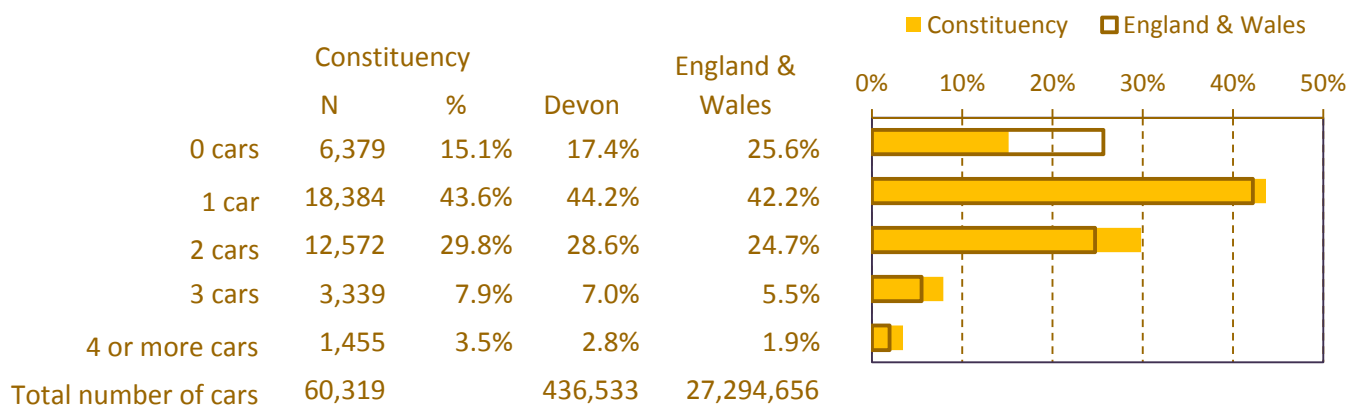 Constituency England & Wales
Constituency England & Wales
N % Devon
0% 10% 20% 30% 40% 50%
0 cars 6,379 15.1% 17.4% 25.6%
1 car 18,384 43.6% 44.2% 42.2%
2 cars 12,572 29.8% 28.6% 24.7%
3 cars 3,339 7.9% 7.0% 5.5%
4 or more cars 1,455 3.5% 2.8% 1.9%
Total number of cars 60,319 436,533 27,294,656